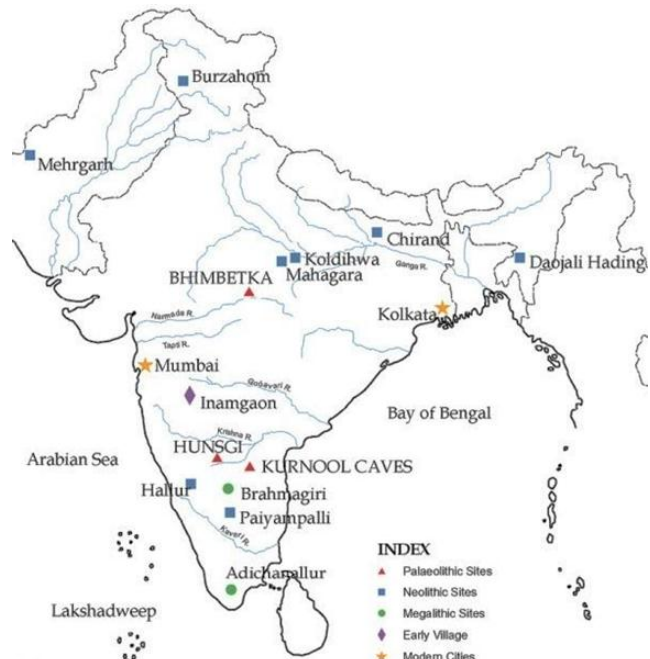 Burzahom
Mehrgarh
Chirand
Koldihwa
Mahagara
Ganga R.
Daojali Hading
BHIMBETKA
Kolkata
Narmada R.
Tapti R.
Mumbai
Godavari R.
Inamgaon
Bay of Bengal
Krishna R.
HUNSGI
Arabian Sea
KURNOOL CAVES
Hallur
Brahmagiri
Paiyampalli
Kaveri R.
Adichanallur
Lakshadweep
INDEX
Palaeolithic Sites
Neolithic Sites
Megalithic Sites
Early Village
Modern Cities